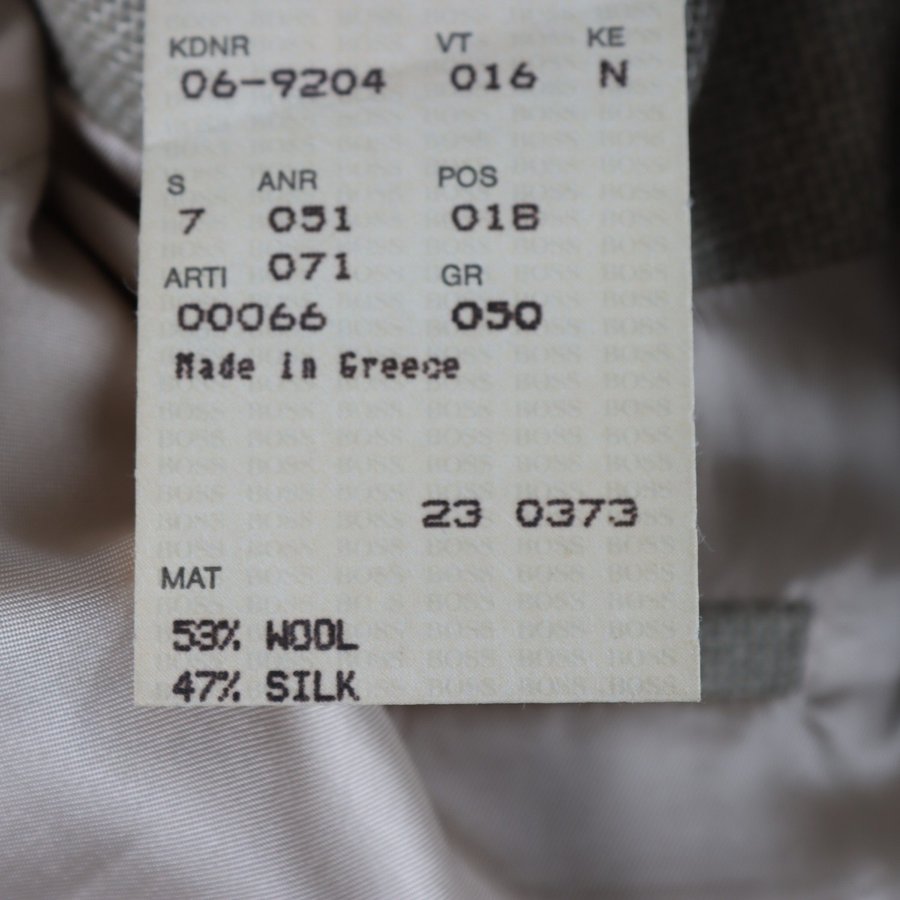 KDNR VT KE
06-9204 016 N
S ANR POS
7 051 018
071
ARTI GR
00066 050
Made in Greece
23 0373
MAT
53% WOOL
47% SILK
BOSS